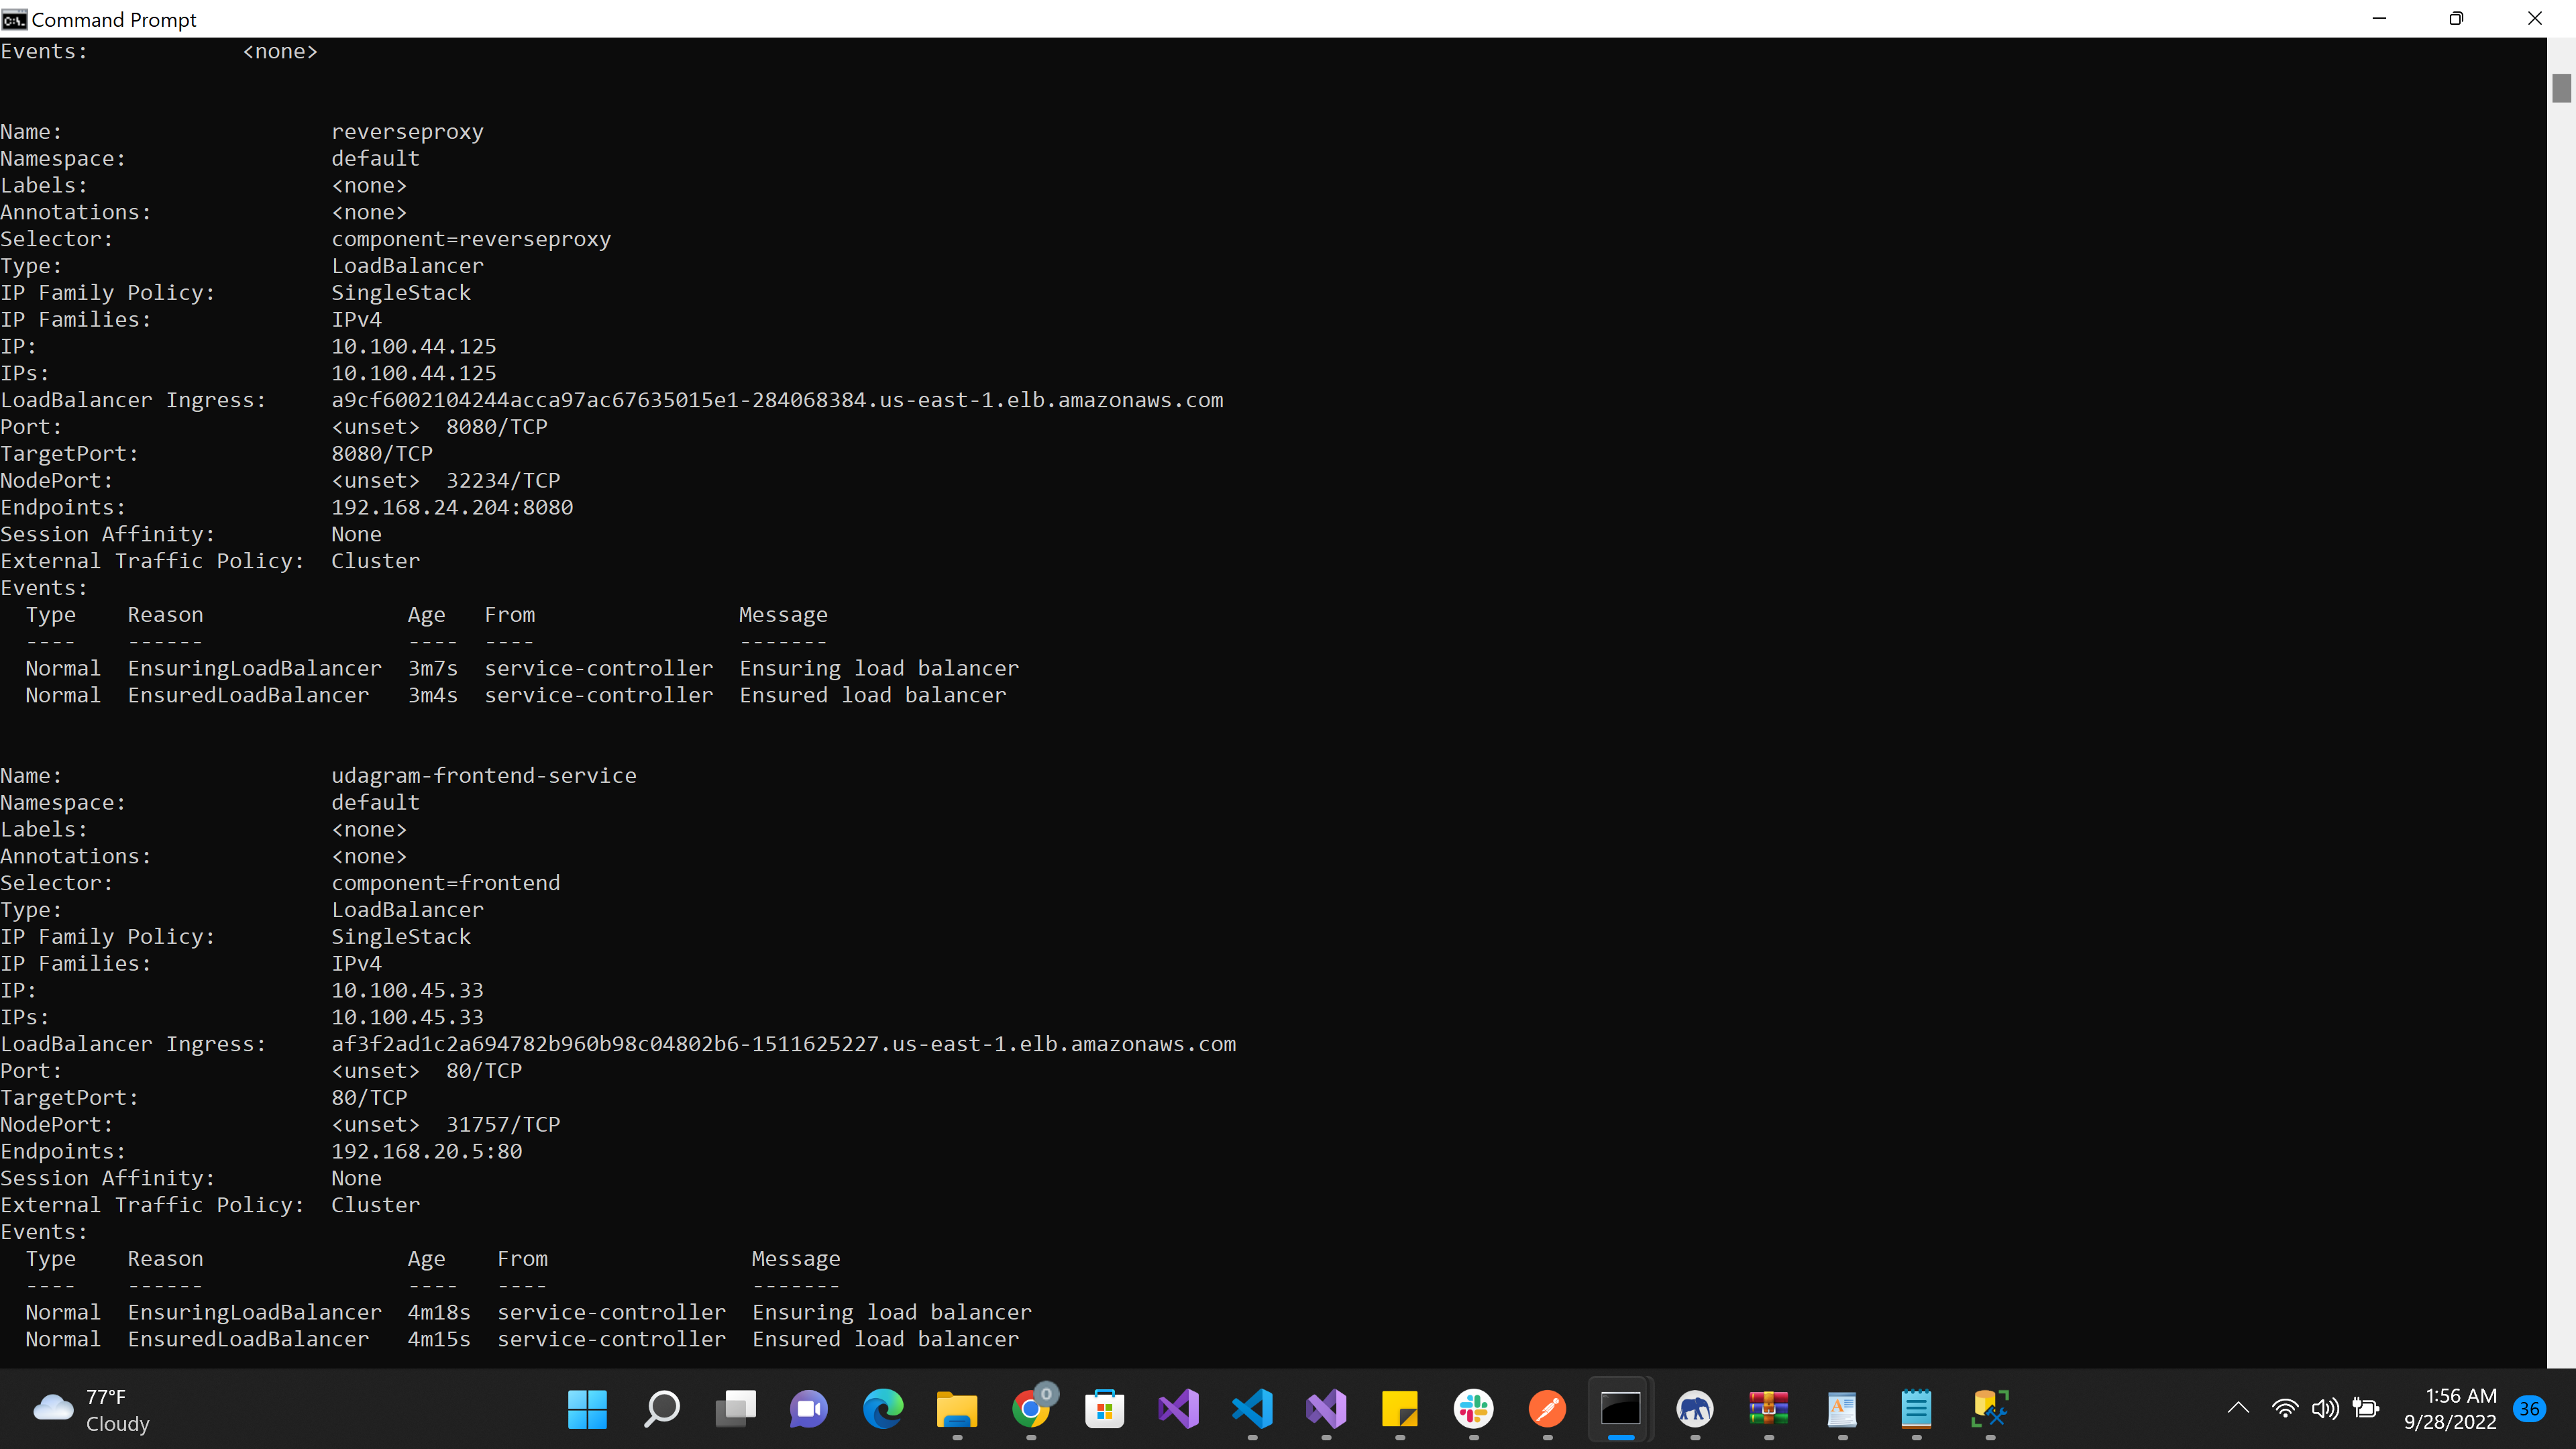 Command Prompt
Events:            <none>
Name:                     reverseproxy
Namespace:                default
Labels:                   <none>
Annotations:              <none>
Selector:                 component=reverseproxy
Type:                     LoadBalancer
IP Family Policy:         SingleStack
IP Families:              IPv4
IP:                       10.100.44.125
IPs:                      10.100.44.125
LoadBalancer Ingress:     a9cf6002104244acca97ac67635015e1-284068384.us-east-1.elb.amazonaws.com
Port:                     <unset>  8080/TCP
TargetPort:               8080/TCP
NodePort:                 <unset>  32234/TCP
Endpoints:                192.168.24.204:8080
Session Affinity:         None
External Traffic Policy:  Cluster
Events:
  Type    Reason                Age   From                Message
  ----    ------                ----  ----                -------
  Normal  EnsuringLoadBalancer  3m7s  service-controller  Ensuring load balancer
  Normal  EnsuredLoadBalancer   3m4s  service-controller  Ensured load balancer
Name:                     udagram-frontend-service
Namespace:                default
Labels:                   <none>
Annotations:              <none>
Selector:                 component=frontend
Type:                     LoadBalancer
IP Family Policy:         SingleStack
IP Families:              IPv4
IP:                       10.100.45.33
IPs:                      10.100.45.33
LoadBalancer Ingress:     af3f2ad1c2a694782b960b98c04802b6-1511625227.us-east-1.elb.amazonaws.com
Port:                     <unset>  80/TCP
TargetPort:               80/TCP
NodePort:                 <unset>  31757/TCP
Endpoints:                192.168.20.5:80
Session Affinity:         None
External Traffic Policy:  Cluster
Events:
  Type    Reason                Age    From                Message
  ----    ------                ----   ----                -------
  Normal  EnsuringLoadBalancer  4m18s  service-controller  Ensuring load balancer
  Normal  EnsuredLoadBalancer   4m15s  service-controller  Ensured load balancer
77°F
Cloudy
0
1:56 AM
9/28/2022
36